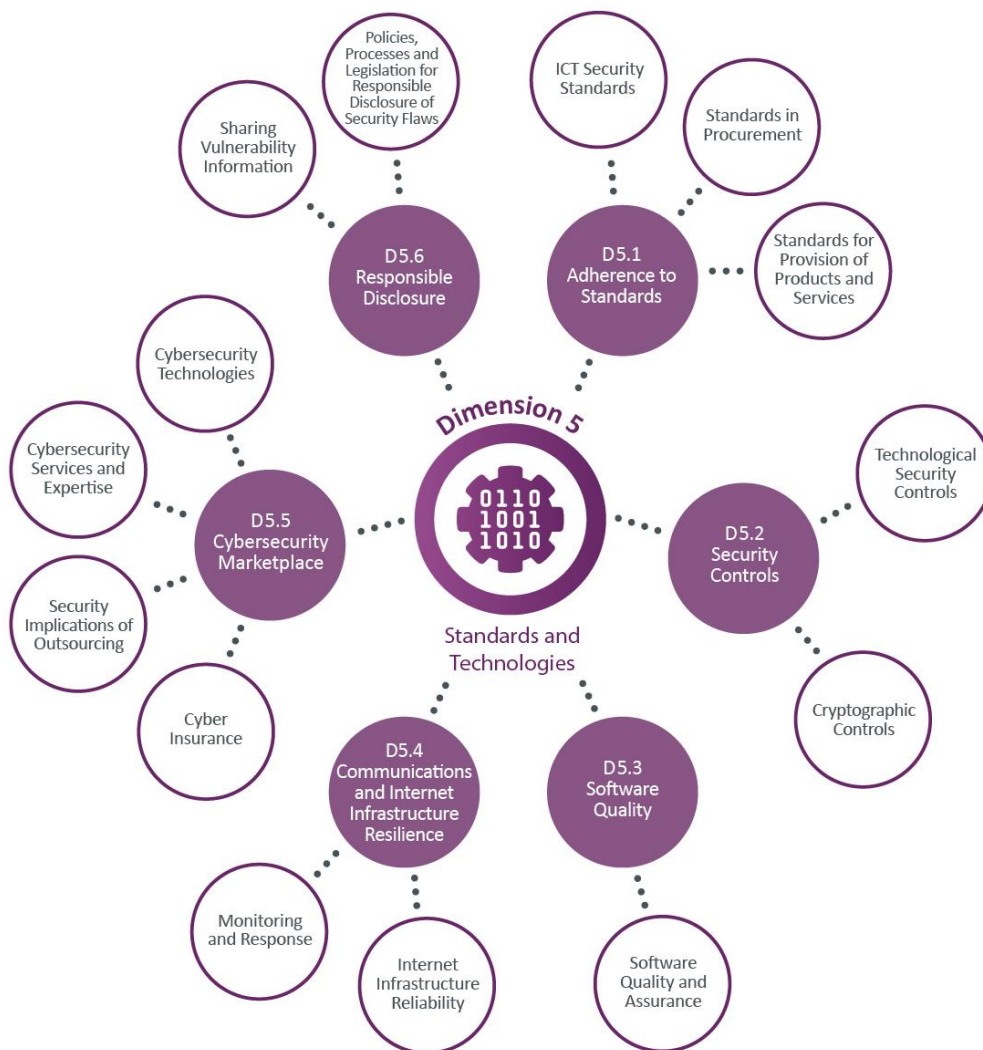 Dimension 5
0110
1001
1010
Standards and
Technologies
D5.1
Adherence to
Standards
ICT Security
Standards
Standards in
Procurement
Standards for
Provision of
Products and
Services
D5.2
Security
Controls
Technological
Security
Controls
Cryptographic
Controls
D5.3
Software
Quality
Software
Quality and
Assurance
D5.4
Communications
and Internet
Infrastructure
Resilience
Internet
Infrastructure
Reliability
Monitoring
and Response
D5.5
Cybersecurity
Marketplace
Cyber
Insurance
Security
Implications of
Outsourcing
Cybersecurity
Services and
Expertise
Cybersecurity
Technologies
D5.6
Responsible
Disclosure
Sharing
Vulnerability
Information
Policies,
Processes and
Legislation for
Responsible
Disclosure of
Security Flaws